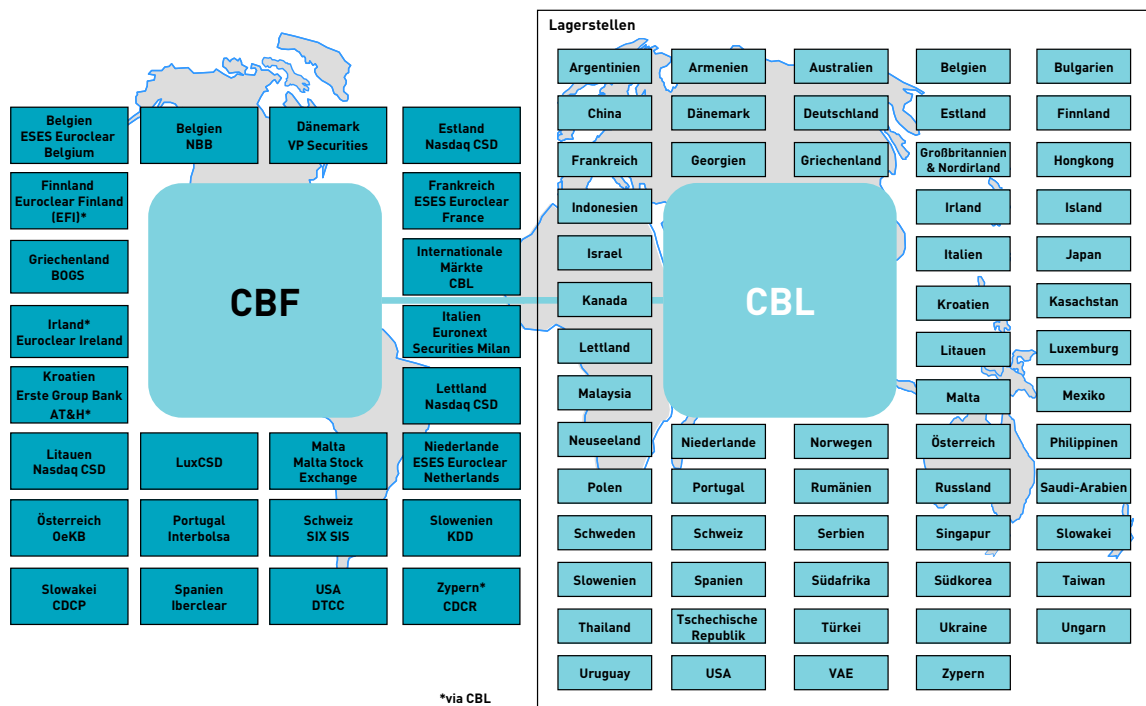 Belgien
ESES Euroclear
Belgium
Belgien
NBB
Dänemark
VP Securities
Estland
Nasdaq CSD
Finnland
Euroclear Finland
(EFI)*
Frankreich
ESES Euroclear
France
Griechenland
BOGS
Internationale
Märkte
CBL
CBF
Irland*
Euroclear Ireland
Italien
Euronext
Securities Milan
Kroatien
Erste Group Bank
AT&H*
Lettland
Nasdaq CSD
Litauen
Nasdaq CSD
LuxCSD
Malta
Malta Stock
Exchange
Niederlande
ESES Euroclear
Netherlands
Österreich
OeKB
Portugal
Interbolsa
Schweiz
SIX SIS
Slowenien
KDD
Slowakei
CDCP
Spanien
Iberclear
USA
DTCC
Zypern*
CDCR
*via CBL
Lagerstellen
Argentinien
Armenien
Australien
Belgien
Bulgarien
China
Dänemark
Deutschland
Estland
Finnland
Frankreich
Georgien
Griechenland
Großbritannien
& Nordirland
Hongkong
Indonesien
Irland
Island
Israel
Italien
Japan
Kanada
CBL
Kroatien
Kasachstan
Lettland
Litauen
Luxemburg
Malaysia
Malta
Mexiko
Neuseeland
Niederlande
Norwegen
Österreich
Philippinen
Polen
Portugal
Rumänien
Russland
Saudi-Arabien
Schweden
Schweiz
Serbien
Singapur
Slowakei
Slowenien
Spanien
Südafrika
Südkorea
Taiwan
Thailand
Tschechische
Republik
Türkei
Ukraine
Ungarn
Uruguay
USA
VAE
Zypern